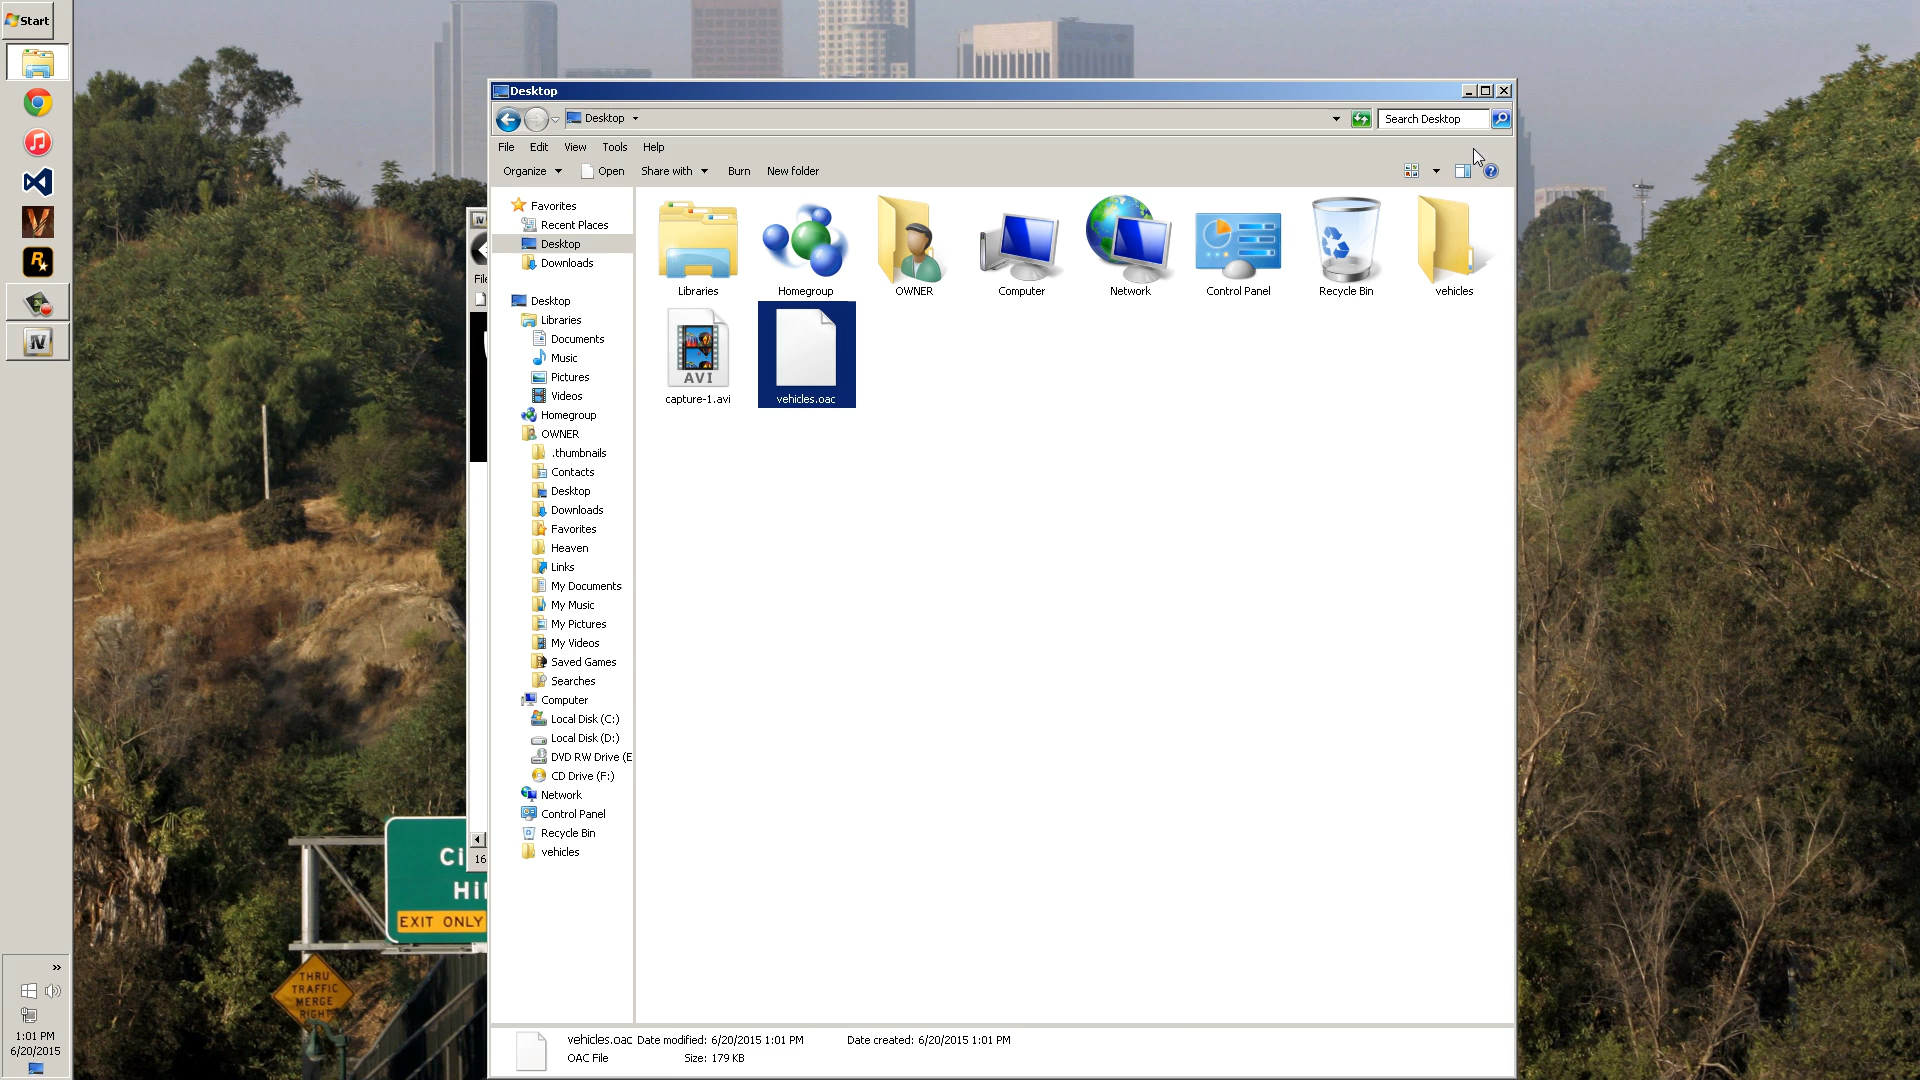 Start
Desktop
Desktop
Search Desktop
File Edit View Tools Help
Organize Open Share with Burn New folder
Favorites
Recent Places
Desktop
Downloads
Desktop
Libraries
Documents
Music
Pictures
Videos
Homegroup
OWNER
.thumbnails
Contacts
Desktop
Downloads
Favorites
Heaven
Links
My Documents
My Music
My Pictures
My Videos
Saved Games
Searches
Computer
Local Disk (C:)
Local Disk (D:)
DVD RW Drive (E
CD Drive (F:)
Network
Control Panel
Recycle Bin
vehicles
Libraries Homegroup OWNER Computer Network Control Panel Recycle Bin vehicles
AVI
capture-1.avi vehicles.oac
vehicles.oac Date modified: 6/20/2015 1:01 PM Date created: 6/20/2015 1:01 PM
OAC File Size: 179 KB
IV
File
16
Ci
Hil
EXIT ONLY
THRU
TRAFFIC
MERGE
RIGHT
»
1:01 PM
6/20/2015